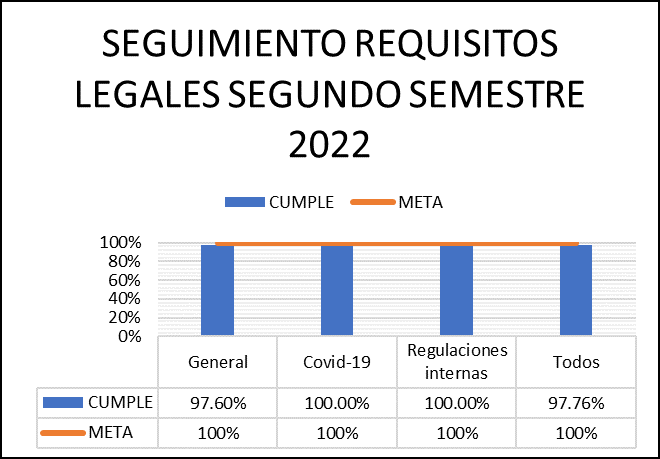 SEGUIMIENTO REQUISITOS
LEGALES SEGUNDO SEMESTRE
2022
CUMPLE META
100%
80%
60%
40%
20%
0%
General Covid-19 Regulaciones internas Todos
CUMPLE 97.60% 100.00% 100.00% 97.76%
META 100% 100% 100% 100%